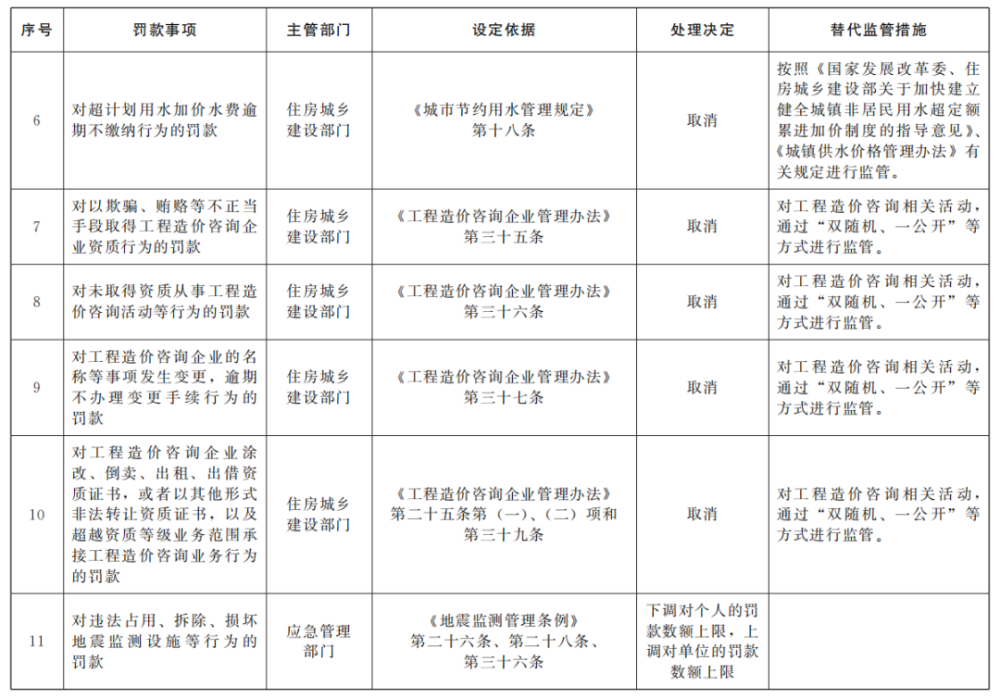 序号 罚款事项 主管部门 设定依据 处理决定 替代监管措施
6
对超计划用水加价水费逾
期不缴纳行为的罚款
住房城乡
建设部门
《城市节约用水管理规定》
第十八条
取消
按照《国家发展改革委、住
房城乡建设部关于加快建立
健全城镇非居民用水超定额
累进加价制度的指导意见》、
《城镇供水价格管理办法》有
关规定进行监管。
7
对以欺骗、贿赂等不正当
手段取得工程造价咨询企
业资质行为的罚款
住房城乡
建设部门
《工程造价咨询企业管理办法》
第三十五条
取消
对工程造价咨询相关活动，
通过“双随机、一公开”等
方式进行监管。
8
对未取得资质从事工程造
价咨询活动等行为的罚款
住房城乡
建设部门
《工程造价咨询企业管理办法》
第三十六条
取消
对工程造价咨询相关活动，
通过“双随机、一公开”等
方式进行监管。
9
对工程造价咨询企业的名
称等事项发生变更，逾期
不办理变更手续行为的
罚款
住房城乡
建设部门
《工程造价咨询企业管理办法》
第三十七条
取消
对工程造价咨询相关活动，
通过“双随机、一公开”等
方式进行监管。
10
对工程造价咨询企业涂
改、倒卖、出租、出借资
质证书，或者以其他形式
非法转让资质证书，以及
超越资质等级业务范围承
接工程造价咨询业务行为
的罚款
住房城乡
建设部门
《工程造价咨询企业管理办法》
第二十五条第（一）、（二）项和
第三十九条
取消
对工程造价咨询相关活动，
通过“双随机、一公开”等
方式进行监管。
11
对违法占用、拆除、损坏
地震监测设施等行为的
罚款
应急管理
部门
《地震监测管理条例》
第二十六条、第二十八条、
第三十六条
下调对个人的罚
款数额上限，上
调对单位的罚款
数额上限